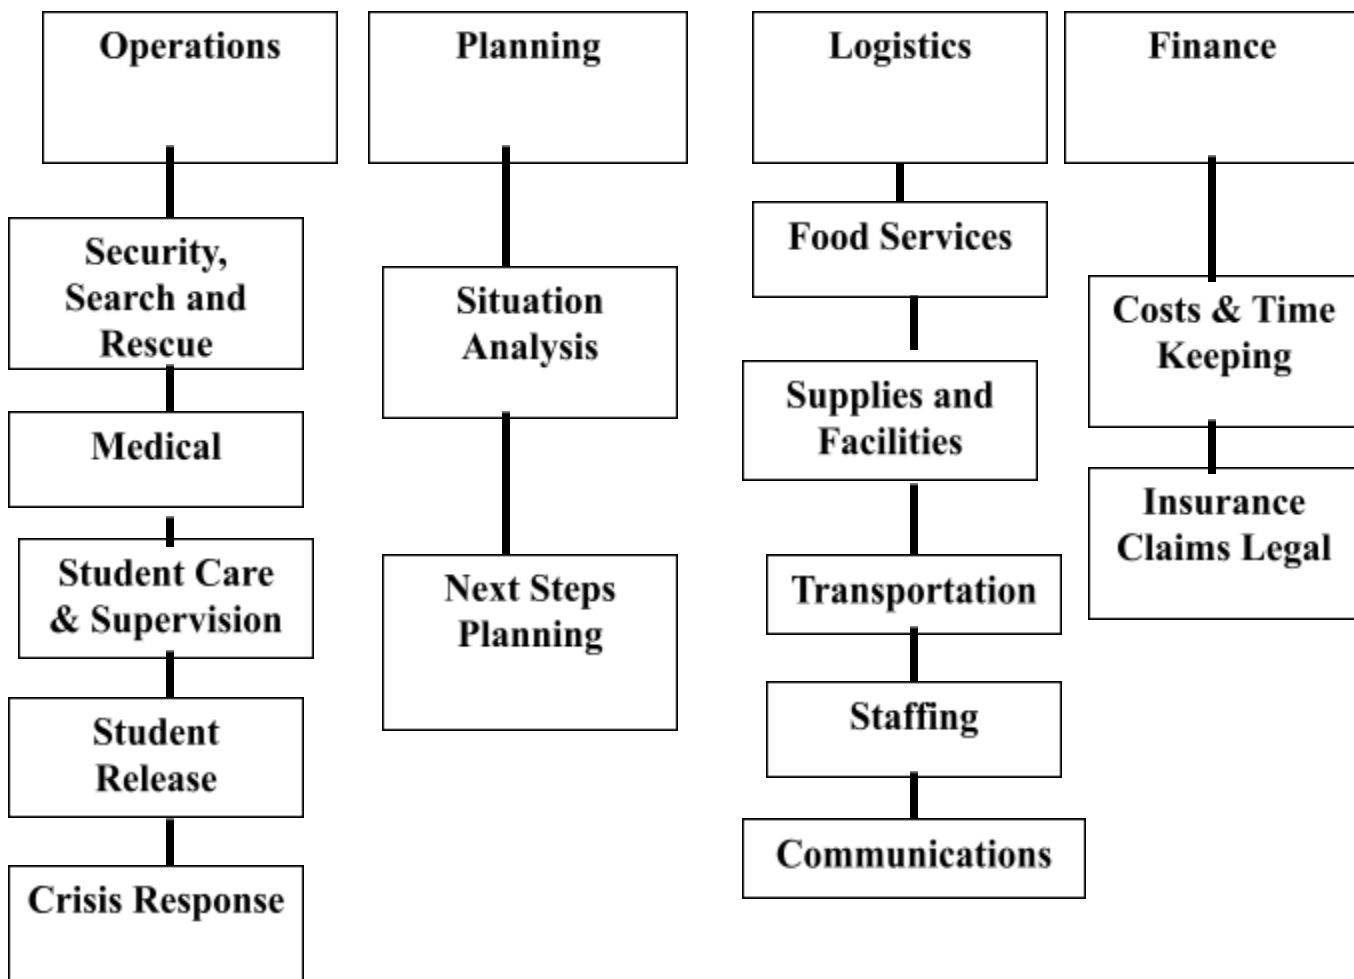 Operations
Security,
Search and
Rescue
Medical
Student Care
& Supervision
Student
Release
Crisis Response
Planning
Situation
Analysis
Next Steps
Planning
Logistics
Food Services
Supplies and
Facilities
Transportation
Staffing
Communications
Finance
Costs & Time
Keeping
Insurance
Claims Legal